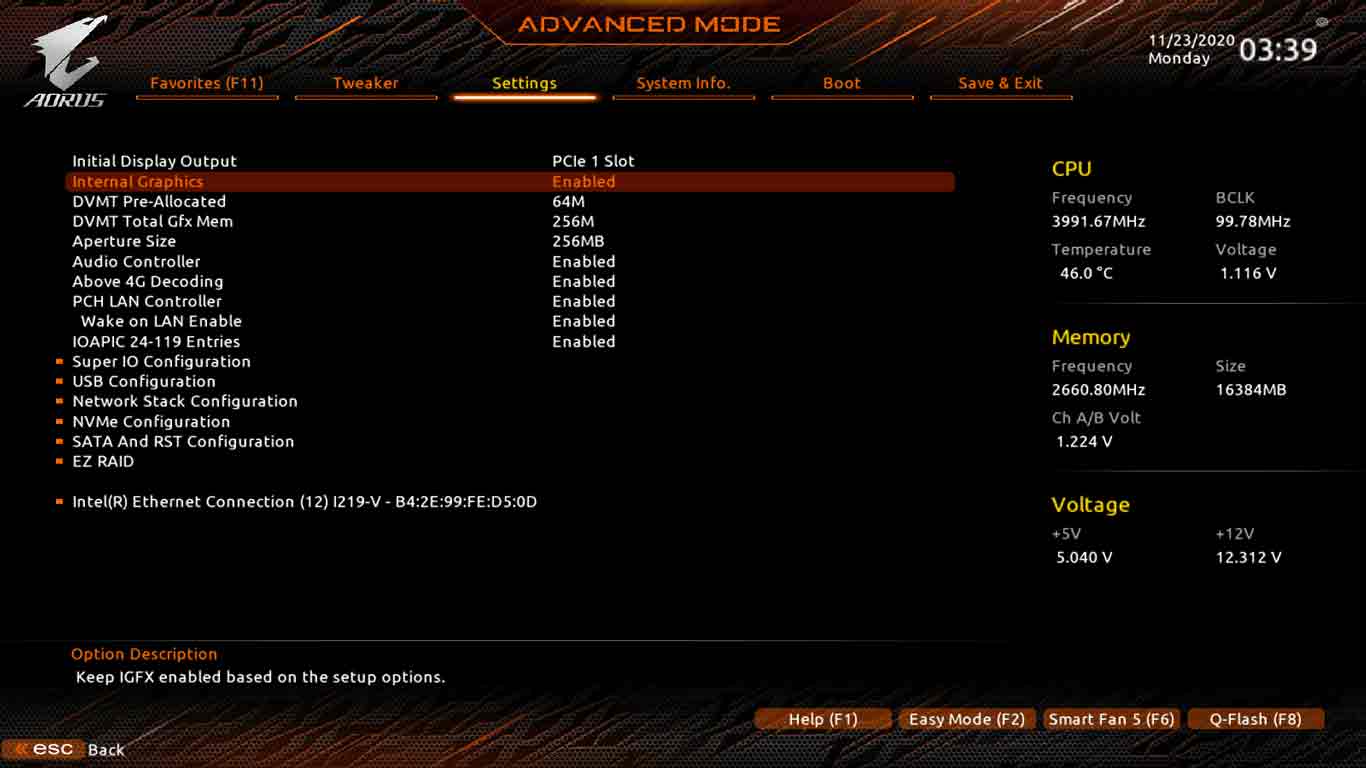 ADVANCED MODE
11/23/2020 Monday 03:39
AORUS
Favorites (F11) Tweaker Settings System Info. Boot Save & Exit
Initial Display Output PCIe 1 Slot
Internal Graphics Enabled
DVMT Pre-Allocated 64M
DVMT Total Gfx Mem 256M
Aperture Size 256MB
Audio Controller Enabled
Above 4G Decoding Enabled
PCH LAN Controller Enabled
Wake on LAN Enable Enabled
IOAPIC 24-119 Entries Enabled
Super IO Configuration
USB Configuration
Network Stack Configuration
NVMe Configuration
SATA And RST Configuration
EZ RAID
Intel(R) Ethernet Connection (12) I219-V - B4:2E:99:FE:D5:0D
CPU
Frequency BCLK
3991.67MHz 99.78MHz
Temperature Voltage
46.0 °C 1.116 V
Memory
Frequency Size
2660.80MHz 16384MB
Ch A/B Volt
1.224 V
Voltage
+5V +12V
5.040 V 12.312 V
Option Description
Keep IGFX enabled based on the setup options.
Help (F1) Easy Mode (F2) Smart Fan 5 (F6) Q-Flash (F8)
esc Back